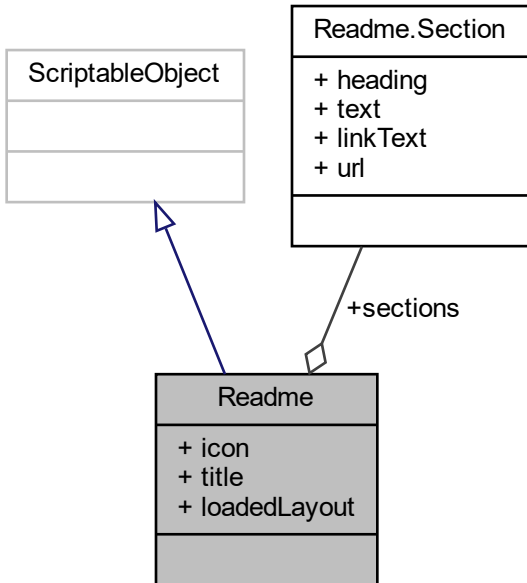 Readme.Section
+ heading
+ text
+ linkText
+ url
ScriptableObject
+sections
Readme
+ icon
+ title
+ loadedLayout